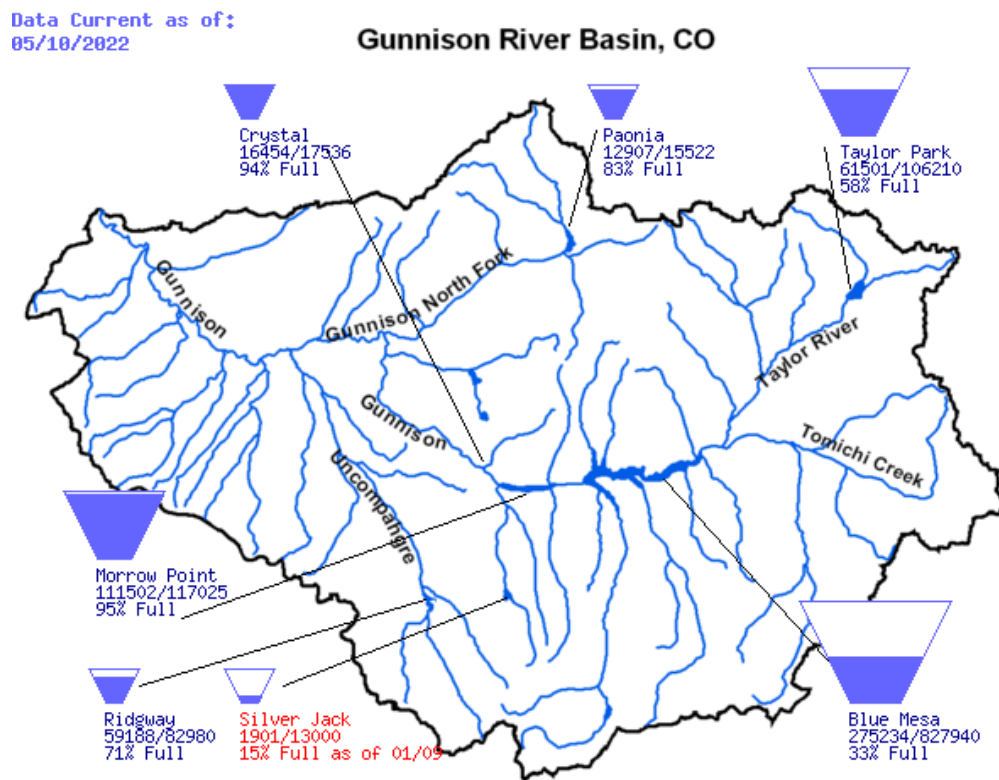 Data Current as of:
05/10/2022
Gunnison River Basin, CO
Crystal
16454/17536
94% Full
Paonia
12907/15522
83% Full
Taylor Park
61501/106210
58% Full
Gunnison
Gunnison North Fork
Taylor River
Gunnison
Tomichi Creek
Uncompahgre
Morrow Point
111502/117025
95% Full
Ridgway
59188/82980
71% Full
Silver Jack
1901/13000
15% Full as of 01/09
Blue Mesa
275234/827940
33% Full